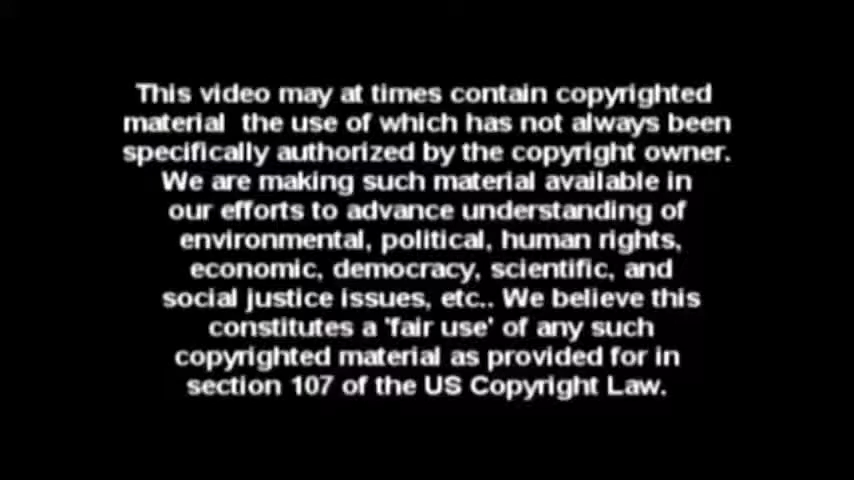 This video may at times contain copyrighted
material  the use of which has not always been
specifically authorized by the copyright owner.
We are making such material available in
our efforts to advance understanding of
environmental, political, human rights,
economic, democracy, scientific, and
social justice issues, etc.. We believe this
constitutes a 'fair use' of any such
copyrighted material as provided for in
section 107 of the US Copyright Law.